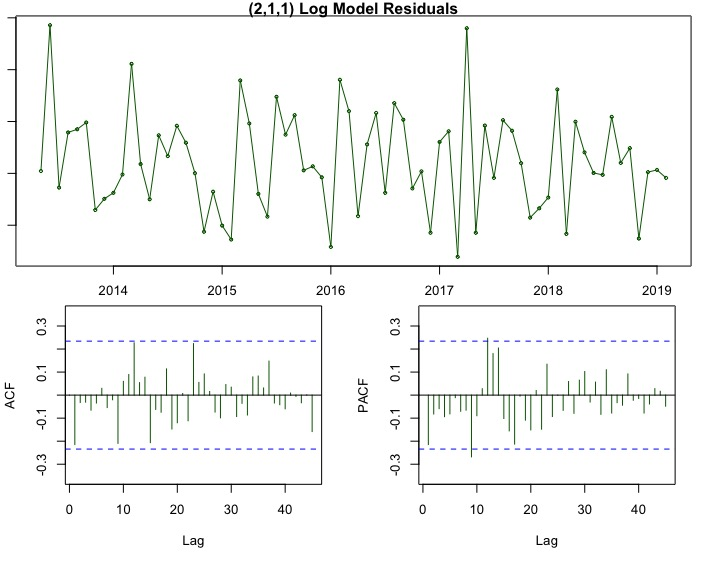 (2,1,1) Log Model Residuals
2014 2015 2016 2017 2018 2019
ACF
0.3
0.1
-0.1
-0.3
0 10 20 30 40
Lag
PACF
0.3
0.1
-0.1
-0.3
0 10 20 30 40
Lag